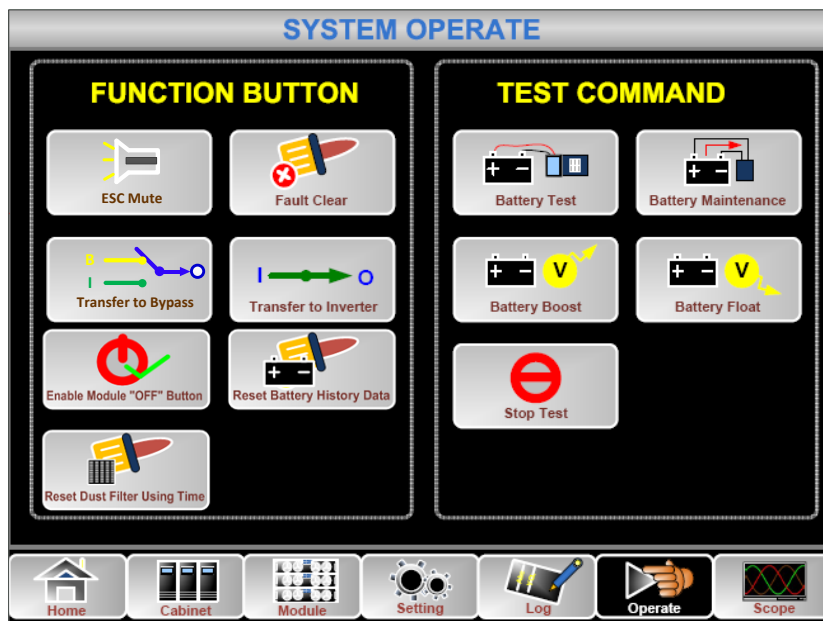 SYSTEM OPERATE
FUNCTION BUTTON
ESC Mute
Fault Clear
B
I
Transfer to Bypass
I O
Transfer to Inverter
Enable Module "OFF" Button
Reset Battery History Data
Reset Dust Filter Using Time
TEST COMMAND
Battery Test
Battery Maintenance
V
Battery Boost
V
Battery Float
Stop Test
Home
Cabinet
Module
Setting
Log
Operate
Scope